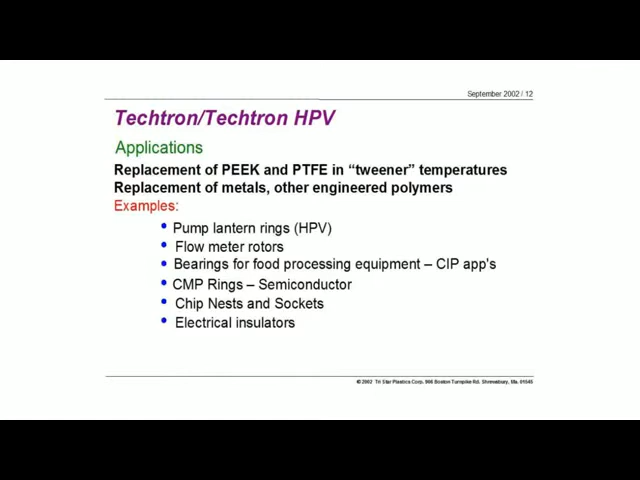 September 2002 / 12
Techtron/Techtron HPV
Applications
Replacement of PEEK and PTFE in “tweener” temperatures
Replacement of metals, other engineered polymers
Examples:
• Pump lantern rings (HPV)
• Flow meter rotors
• Bearings for food processing equipment – CIP app's
• CMP Rings – Semiconductor
• Chip Nests and Sockets
• Electrical insulators
© 2002 Tri Star Plastics Corp. 906 Boston Turnpike Rd. Shrewsbury, Ma. 01545